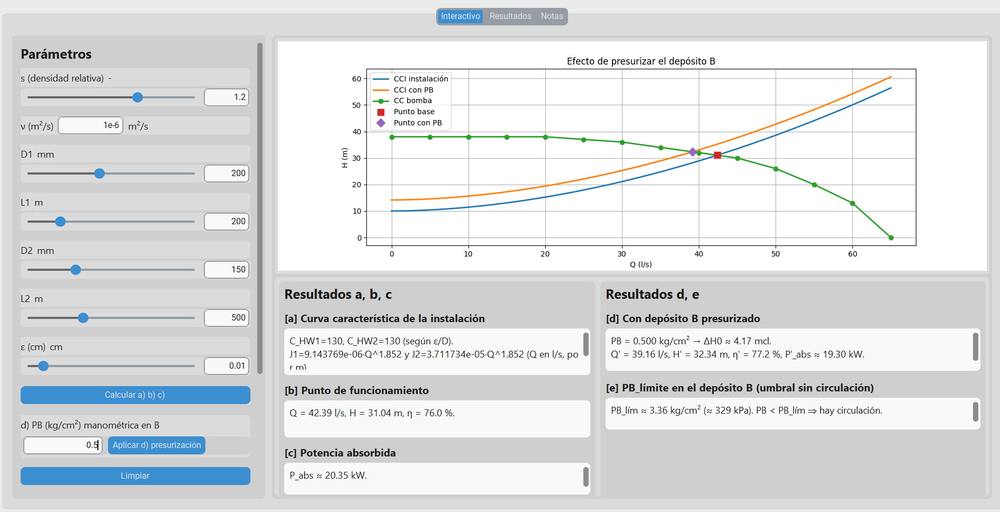 Interactivo Resultados Notas
Parámetros
s (densidad relativa) -
1.2
ν (m²/s) 1e-6 m²/s
D1 mm
200
L1 m
200
D2 mm
150
L2 m
500
ε (cm) cm
0.01
Calcular a) b) c)
d) PB (kg/cm²) manométrica en B
0.5 Aplicar d) presurización
Limpiar
Efecto de presurizar el depósito B
CCI instalación
CCI con PB
CC bomba
Punto base
Punto con PB
H (m)
60
50
40
30
20
10
0
0 10 20 30 40 50 60
Q (l/s)
Resultados a, b, c
[a] Curva característica de la instalación
C_HW1=130, C_HW2=130 (según ε/D).
J1=9.143769e-06·Q^1.852 y J2=3.711734e-05·Q^1.852 (Q en l/s, po
r m)
[b] Punto de funcionamiento
Q = 42.39 l/s, H = 31.04 m, η = 76.0 %.
[c] Potencia absorbida
P_abs ≈ 20.35 kW.
Resultados d, e
[d] Con depósito B presurizado
PB = 0.500 kg/cm² → ΔH0 ≈ 4.17 mcl.
Q' = 39.16 l/s, H' = 32.34 m, η' = 77.2 %, P'_abs ≈ 19.30 kW.
[e] PB_límite en el depósito B (umbral sin circulación)
PB_lím ≈ 3.36 kg/cm² (≈ 329 kPa). PB < PB_lím ⇒ hay circulación.